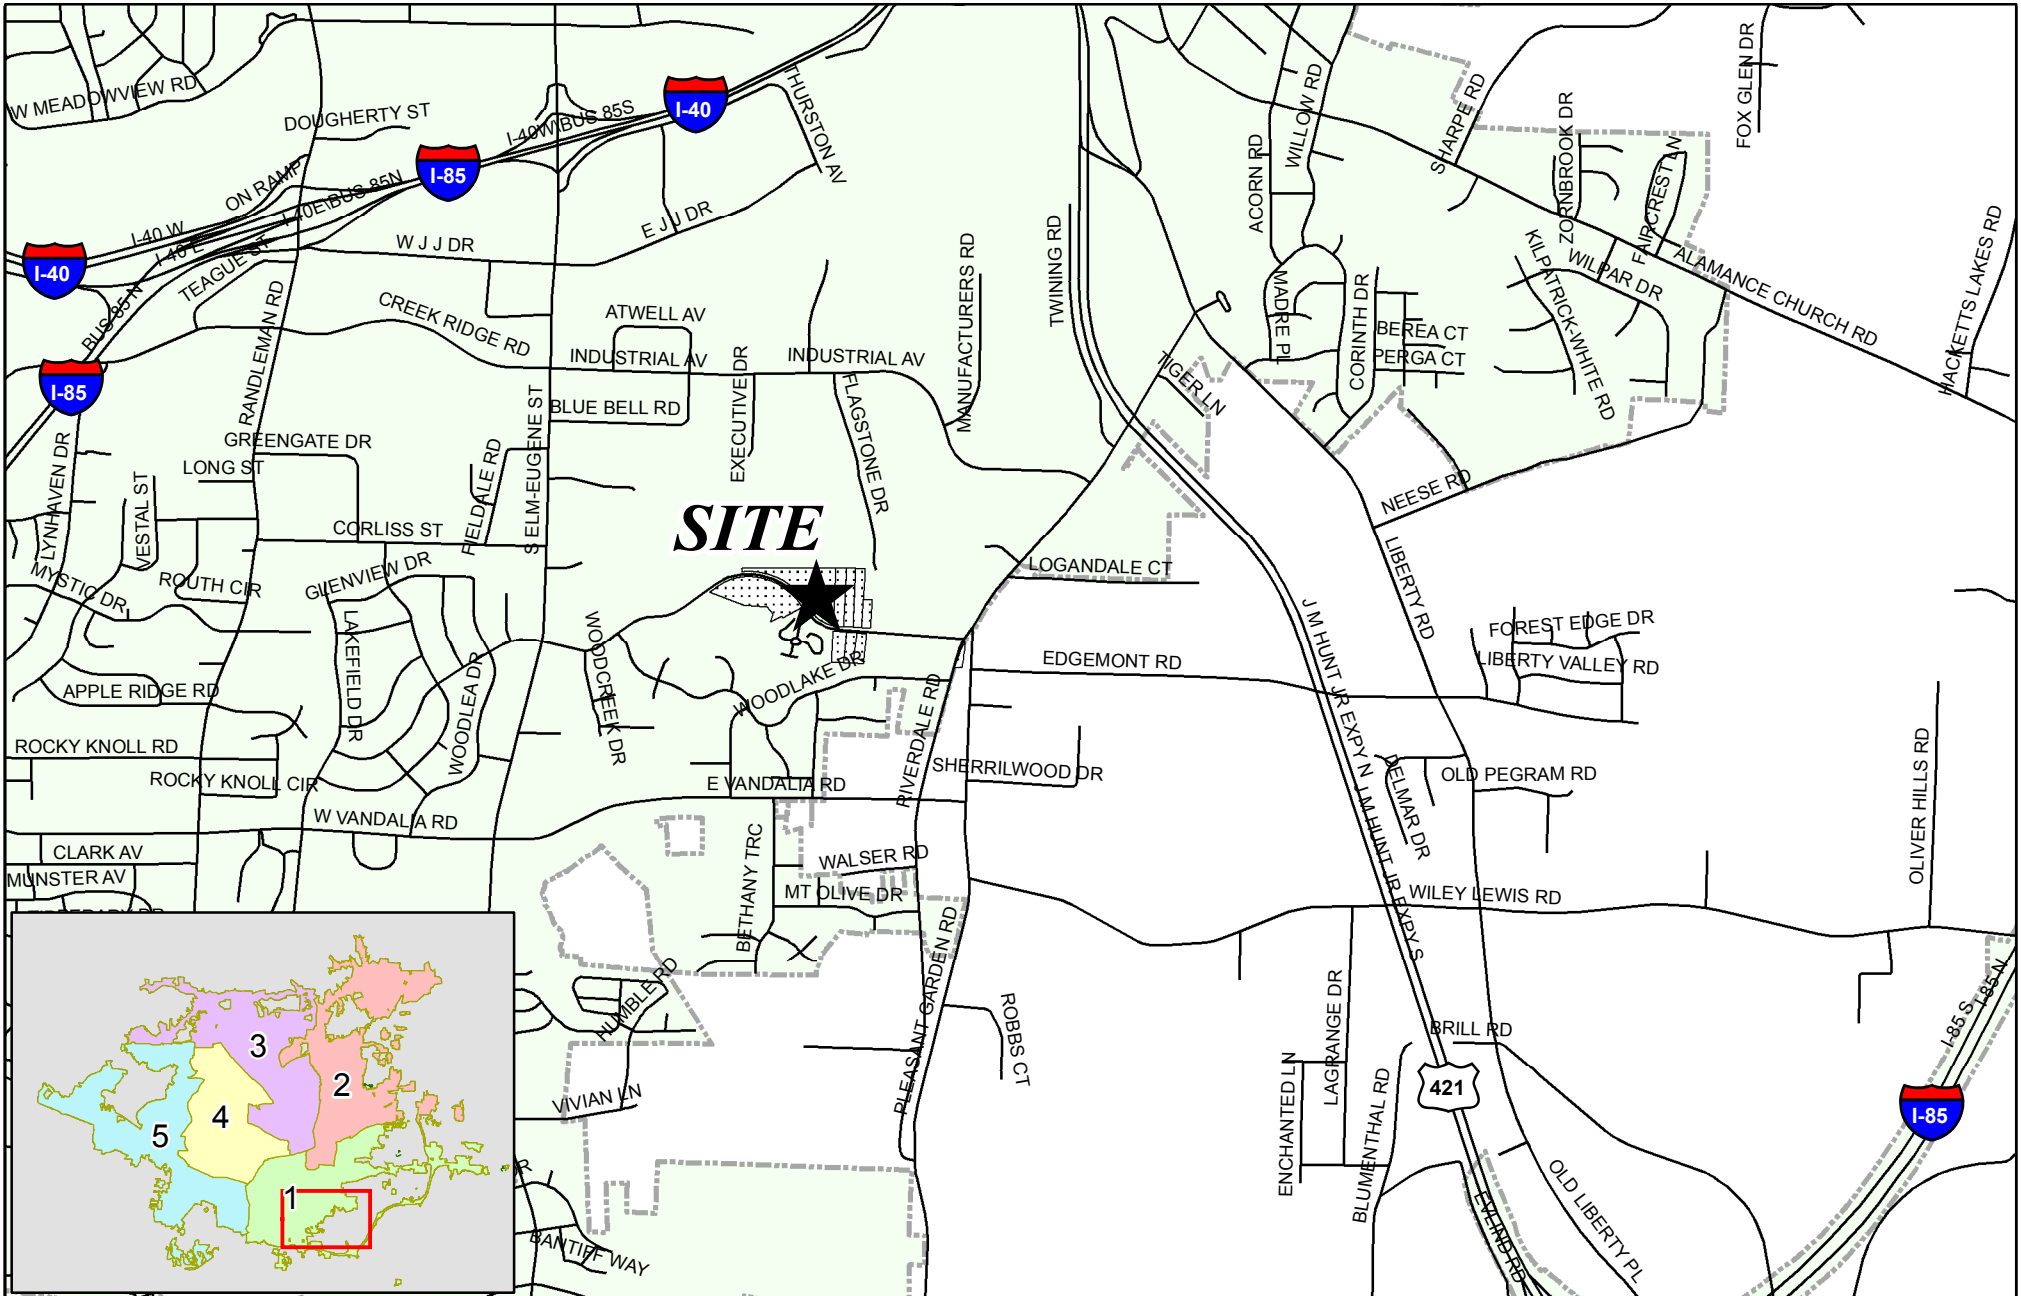 W MEADOWVIEW RD
DOUGHERTY ST
I-40W\BUS 85S
I-40
THURSTON AV
FOX GLEN DR
SHARPE RD
ZORNBROOK DR
FAIRCREST LN
WILLOW RD
ACORN RD
I-85
ON RAMP
I-40E\BUS 85N
I-40 W
I-40 E
I-40
TEAGUE ST
BUS 85 N
W J J DR
E J J DR
MANUFACTURERS RD
TWINING RD
MADRE PL
CORINTH DR
KILPATRICK-WHITE RD
WILPAR DR
ALAMANCE CHURCH RD
HACKETTS LAKES RD
CREEK RIDGE RD
ATWELL AV
INDUSTRIAL AV
INDUSTRIAL AV
BEREA CT
PERGA CT
TIGER LN
I-85
RANDLEMAN RD
EXECUTIVE DR
FLAGSTONE DR
BLUE BELL RD
S ELM-EUGENE ST
GREENGATE DR
LONG ST
LYNHAVEN DR
VESTAL ST
FIELDALE RD
CORLISS ST
NEESE RD
SITE
MYSTIC DR
ROUTH CIR
GLENVIEW DR
LOGANDALE CT
LIBERTY RD
LAKEFIELD DR
WOODCREEK DR
J M HUNT JR EXPY N
FOREST EDGE DR
LIBERTY VALLEY RD
EDGEMONT RD
WOODLAKE DR
WOODLEA DR
APPLE RIDGE RD
RIVERDALE RD
ROCKY KNOLL RD
ROCKY KNOLL CIR
E VANDALIA RD
SHERRILWOOD DR
DELMAR DR
OLD PEGRAM RD
OLIVER HILLS RD
W VANDALIA RD
J M HUNT JR EXPY S
CLARK AV
MUNSTER AV
TIPPERARY DR
BETHANY TRC
WALSER RD
MT OLIVE DR
WILEY LEWIS RD
PLEASANT GARDEN RD
HUMBLE RD
ROBBS CT
LAGRANGE DR
BRILL RD
I-85 S
I-85 N
3
2
4
5
1
VIVIAN LN
ENCHANTED LN
BLUMENTHAL RD
421
I-85
OLD LIBERTY PL
EVLIND RD
R
BANTIFF WAY